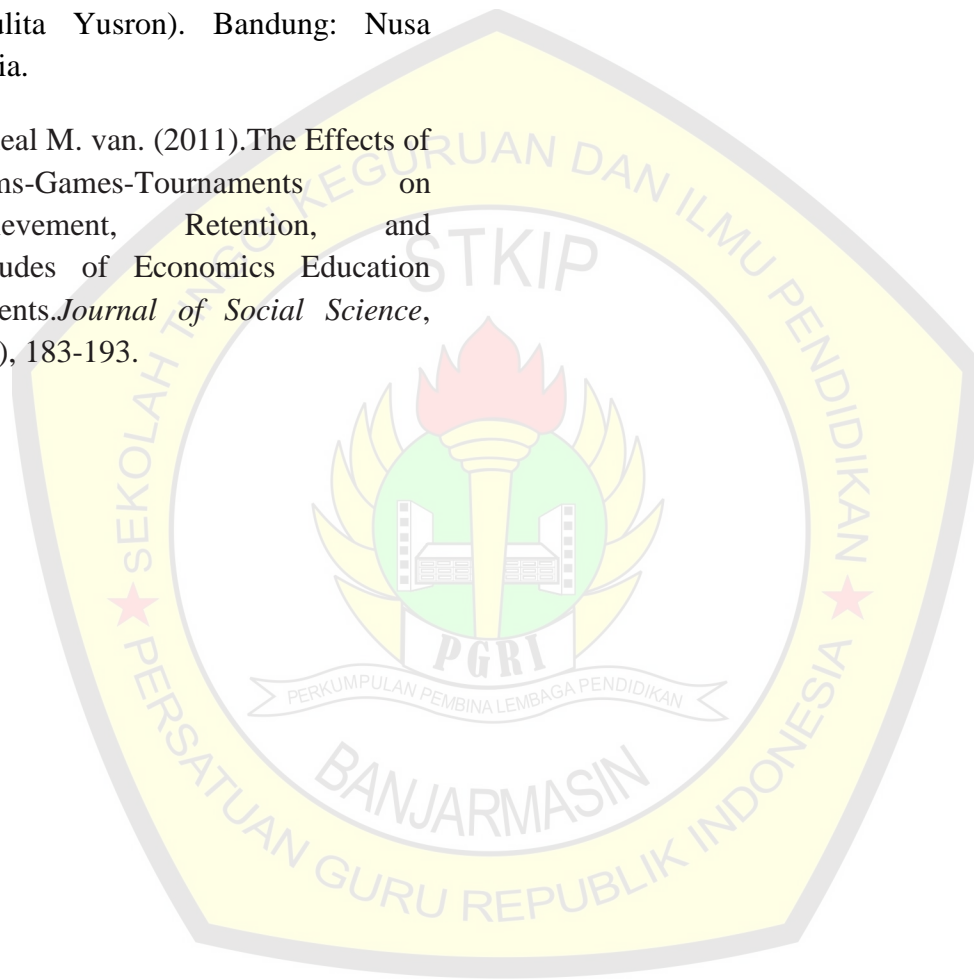 ulita Yusron). Bandung: Nusa
ia.
eal M. van. (2011).The Effects of
ms-Games-Tournaments on
ievement, Retention, and
udes of Economics Education
ents.Journal of Social Science,
), 183-193.
SEKOLAH TINGGI KEGURUAN DAN ILMU PENDIDIKAN
STKIP
PGRI
PERKUMPULAN PEMBINA LEMBAGA PENDIDIKAN
BANJARMASIN
PERSATUAN GURU REPUBLIK INDONESIA